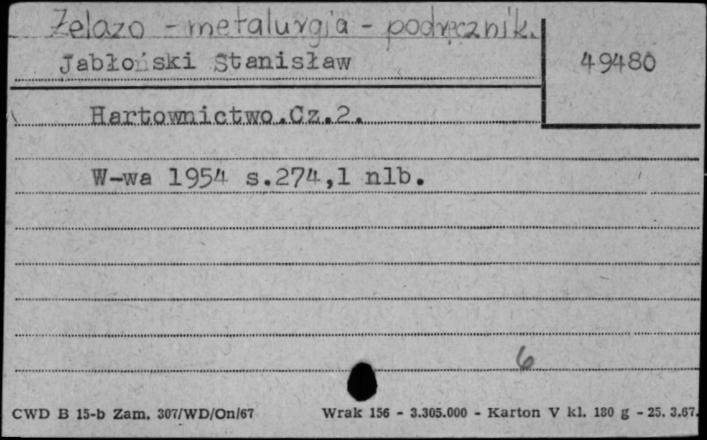 Żelazo - metalurgia - podręcznik.
Jabłoński Stanisław
49480
Hartownictwo.Cz.2.
W-wa 1954 s.274,1 nlb.
6
CWD B 15-b Zam. 307/WD/On/67 Wrak 156 - 3.305.000 - Karton V kl. 180 g - 25. 3.67.